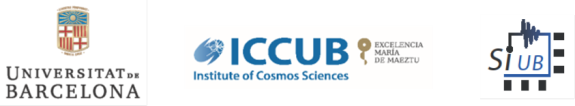 UNIVERSITAT DE
BARCELONA
ICCUB
Institute of Cosmos Sciences
EXCELENCIA
MARÍA
DE MAEZTU
Si UB